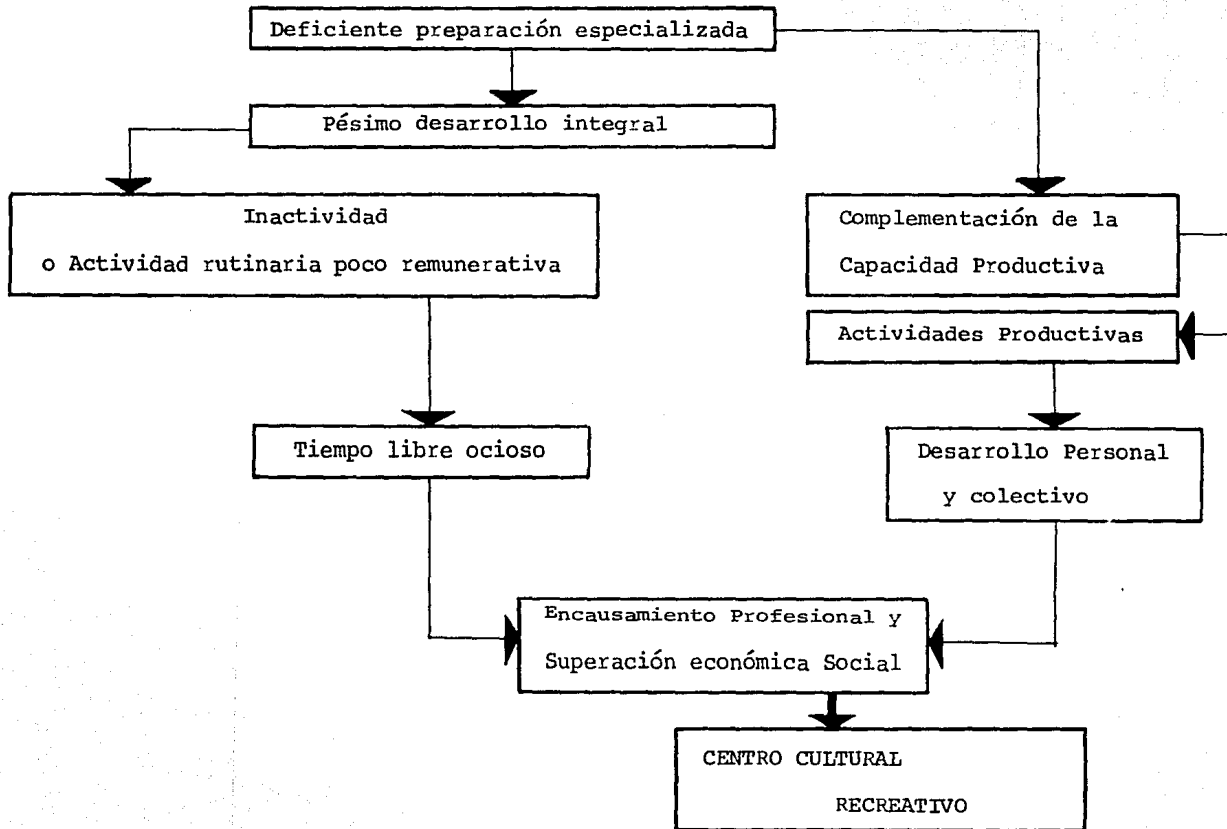 Deficiente preparación especializada
Pésimo desarrollo integral
Inactividad
o Actividad rutinaria poco remunerativa
Complementación de la
Capacidad Productiva
Actividades Productivas
Tiempo libre ocioso
Desarrollo Personal
y colectivo
Encausamiento Profesional y
Superación económica Social
CENTRO CULTURAL
RECREATIVO